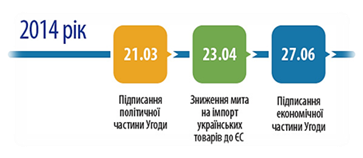 2014 рік
21.03
23.04
27.06
Підписання
політичної
частини Угоди
Зниження мита
на імпорт
українських
товарів до ЄС
Підписання
економічної
частини Угоди